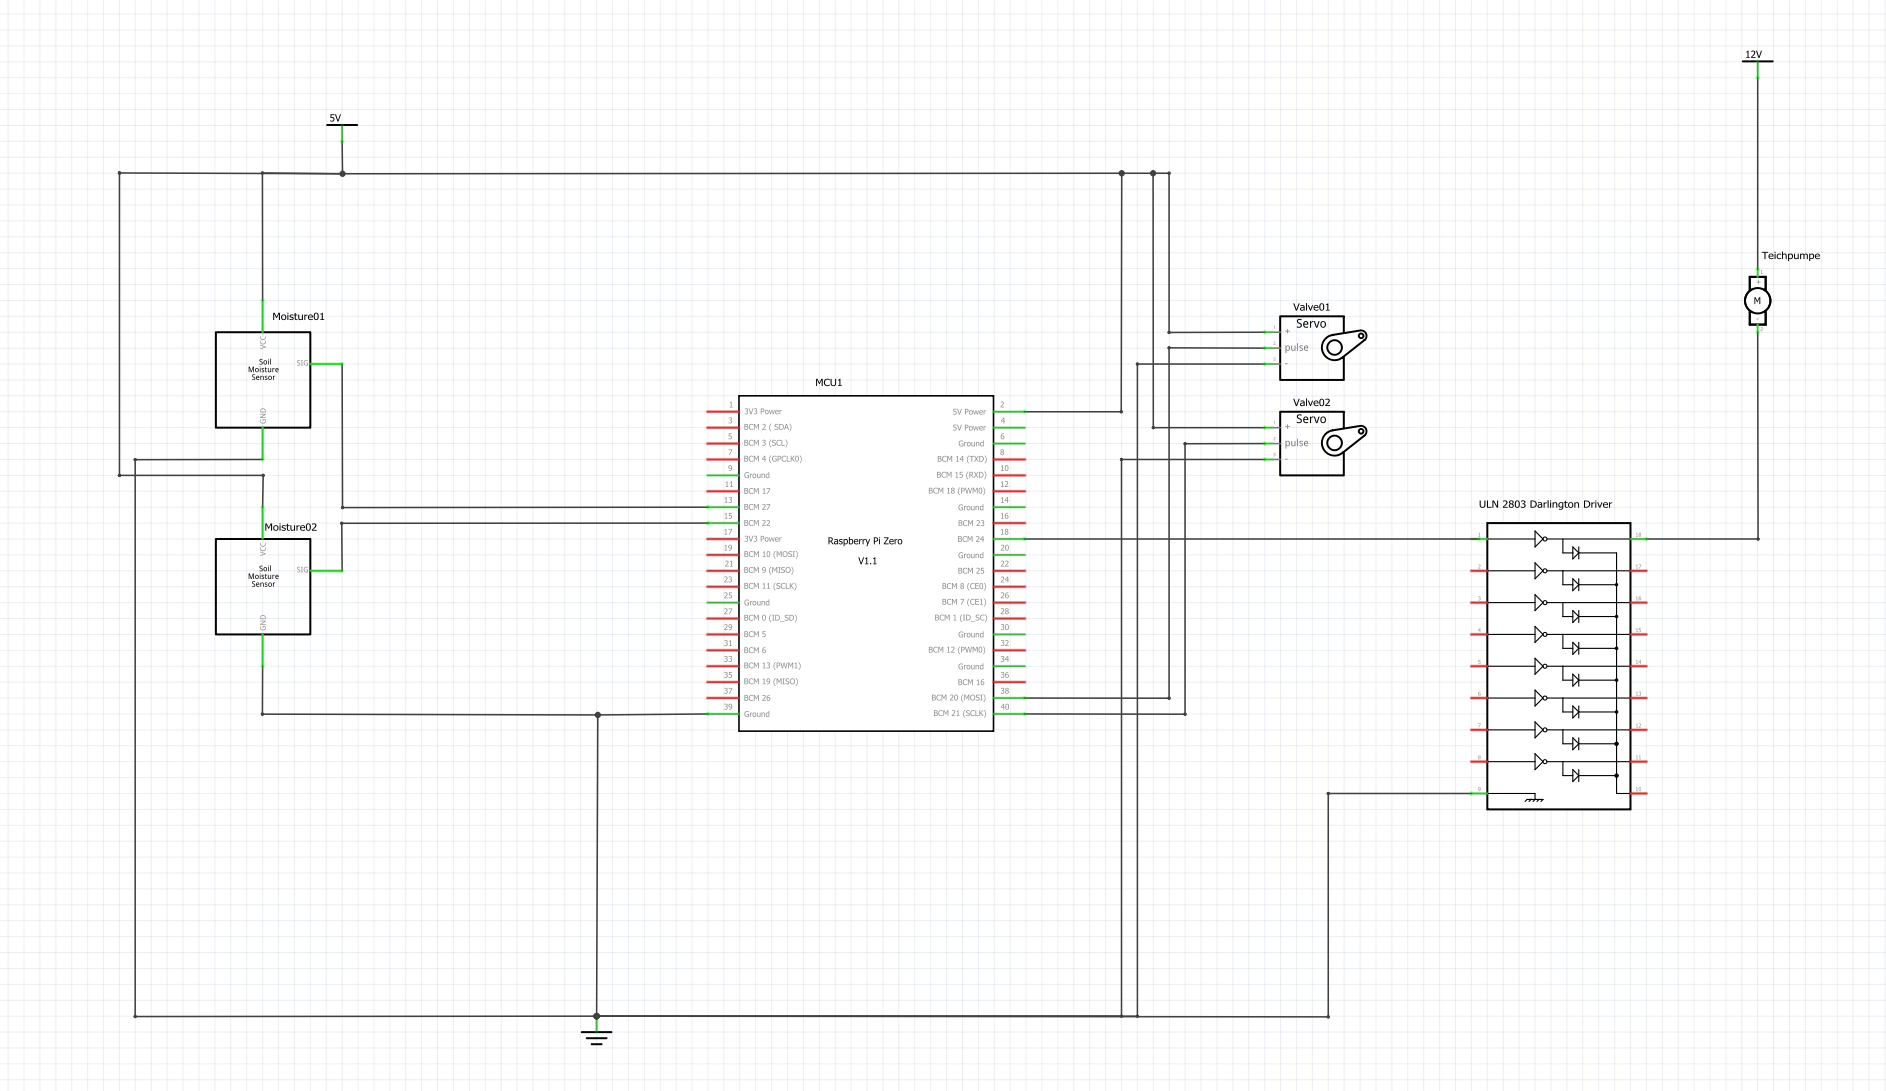 12V
5V
Teichpumpe
Moisture01
VCC
Soil
Moisture
Sensor
SIG
GND
Valve01
Servo
+
pulse
-
Valve02
Servo
+
pulse
-
MCU1
1 3V3 Power
3 BCM 2 ( SDA)
5 BCM 3 (SCL)
7 BCM 4 (GPCLK0)
9 Ground
11 BCM 17
13 BCM 27
15 BCM 22
17 3V3 Power
19 BCM 10 (MOSI)
21 BCM 9 (MISO)
23 BCM 11 (SCLK)
25 Ground
27 BCM 0 (ID_SD)
29 BCM 5
31 BCM 6
33 BCM 13 (PWM1)
35 BCM 19 (MISO)
37 BCM 26
39 Ground
Raspberry Pi Zero
V1.1
5V Power 2
5V Power 4
Ground 6
BCM 14 (TXD) 8
BCM 15 (RXD) 10
BCM 18 (PWM0) 12
Ground 14
BCM 23 16
BCM 24 18
Ground 20
BCM 25 22
BCM 8 (CE0) 24
BCM 7 (CE1) 26
BCM 1 (ID_SC) 28
Ground 30
BCM 12 (PWM0) 32
Ground 34
BCM 16 36
BCM 20 (MOSI) 38
BCM 21 (SCLK) 40
Moisture02
VCC
Soil
Moisture
Sensor
SIG
GND
M
ULN 2803 Darlington Driver
1 18
2 17
3 16
4 15
5 14
6 13
7 12
8 11
9 10